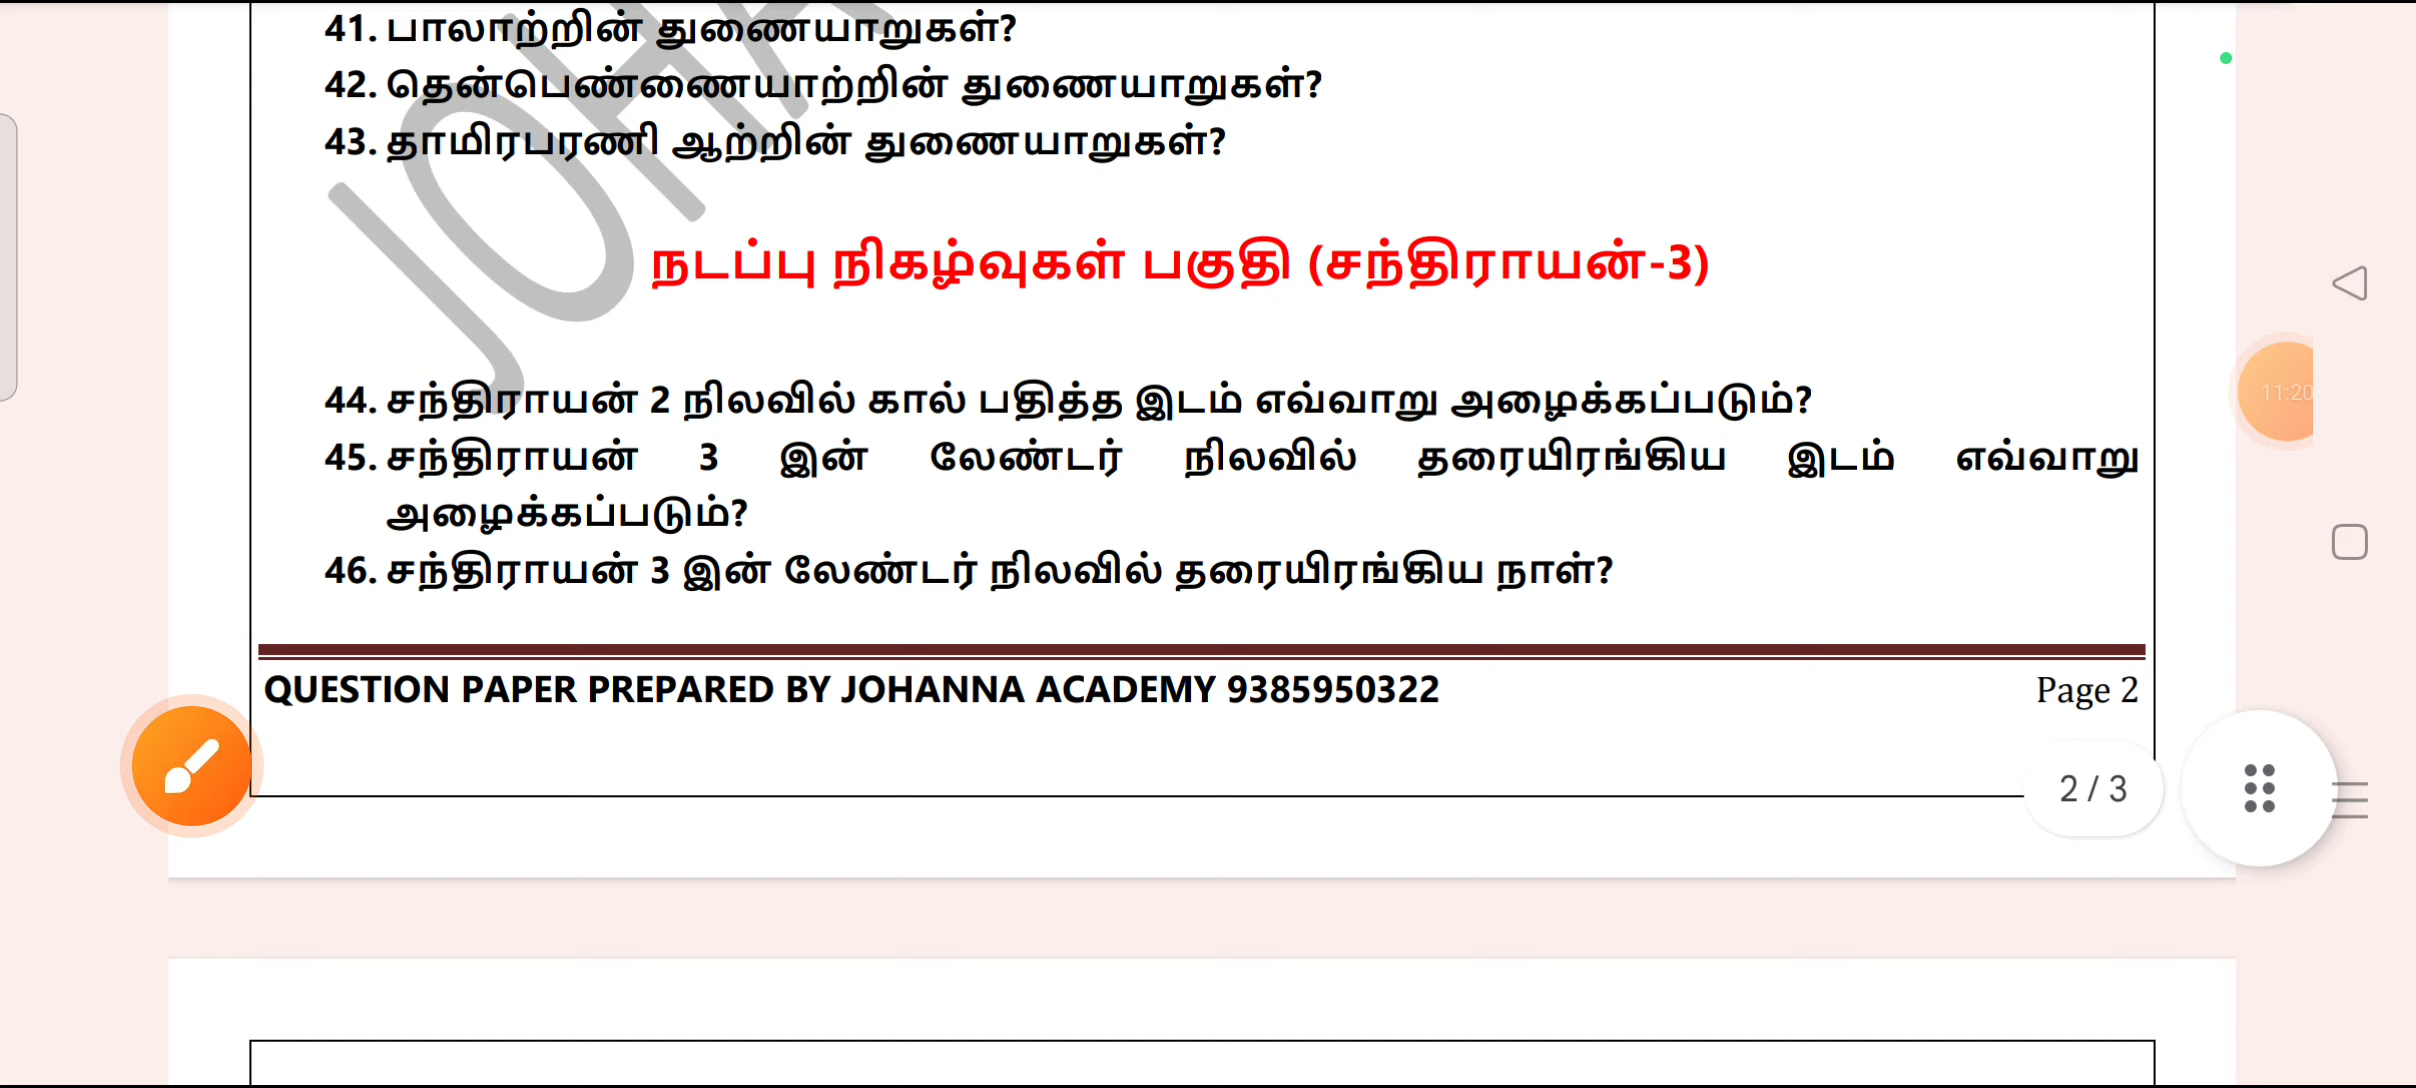 41. பாலாற்றின் துணையாறுகள்?
42. தென்பெண்ணையாற்றின் துணையாறுகள்?
43. தாமிரபரணி ஆற்றின் துணையாறுகள்?
நடப்பு நிகழ்வுகள் பகுதி (சந்திராயன்-3)
44. சந்திராயன் 2 நிலவில் கால் பதித்த இடம் எவ்வாறு அழைக்கப்படும்?
45. சந்திராயன் 3 இன் லேண்டர் நிலவில் தரையிரங்கிய இடம் எவ்வாறு
அழைக்கப்படும்?
46. சந்திராயன் 3 இன் லேண்டர் நிலவில் தரையிரங்கிய நாள்?
QUESTION PAPER PREPARED BY JOHANNA ACADEMY 9385950322 Page 2
2 / 3
11:20